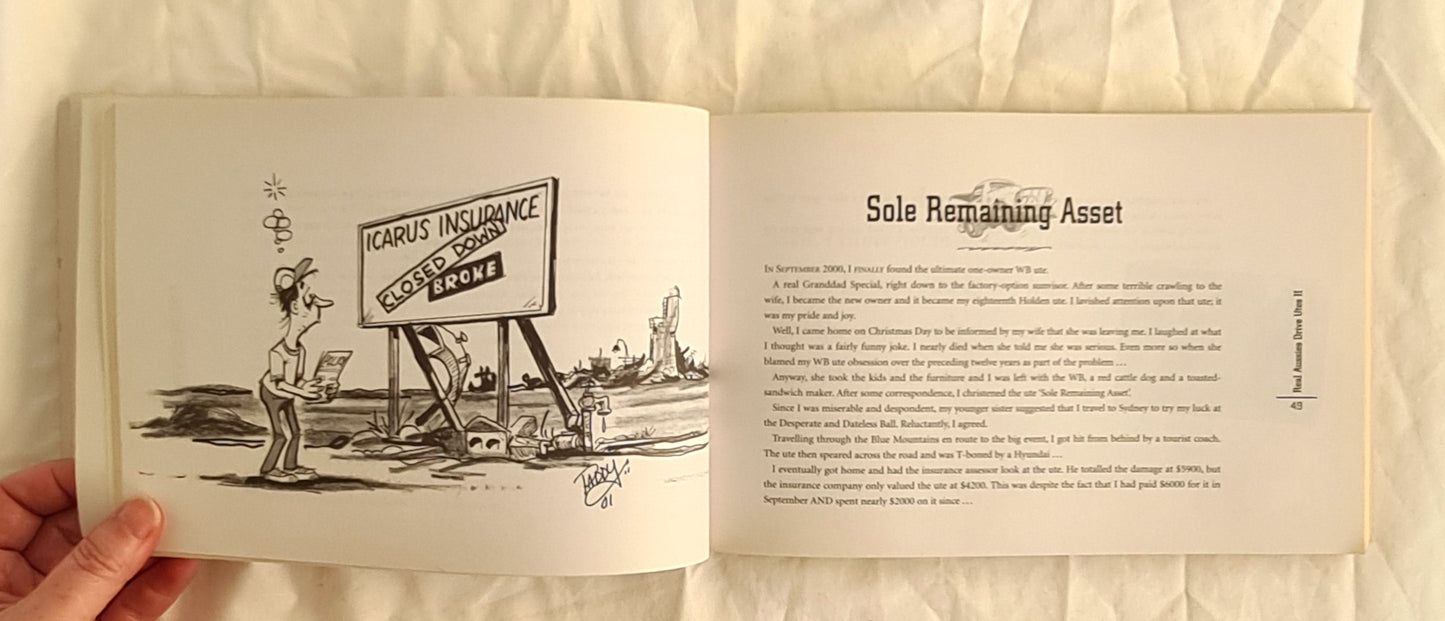 ICARUS INSURANCE
CLOSED DOWN
BROKE
POLICY
PADDY
01
Sole Remaining Asset
IN SEPTEMBER 2000, I FINALLY found the ultimate one-owner WB ute.
A real Granddad Special, right down to the factory-option sunvisor. After some terrible crawling to the
wife, I became the new owner and it became my eighteenth Holden ute. I lavished attention upon that ute; it
was my pride and joy.
Well, I came home on Christmas Day to be informed by my wife that she was leaving me. I laughed at what
I thought was a fairly funny joke. I nearly died when she told me she was serious. Even more so when she
blamed my WB ute obsession over the preceding twelve years as part of the problem ...
Anyway, she took the kids and the furniture and I was left with the WB, a red cattle dog and a toasted-
sandwich maker. After some correspondence, I christened the ute 'Sole Remaining Asset'.
Since I was miserable and despondent, my younger sister suggested that I travel to Sydney to try my luck at
the Desperate and Dateless Ball. Reluctantly, I agreed.
Travelling through the Blue Mountains en route to the big event, I got hit from behind by a tourist coach.
The ute then speared across the road and was T-boned by a Hyundai ...
I eventually got home and had the insurance assessor look at the ute. He totalled the damage at $5900, but
the insurance company only valued the ute at $4200. This was despite the fact that I had paid $6000 for it in
September AND spent nearly $2000 on it since ...
Real Aussies Drive Utes II
49